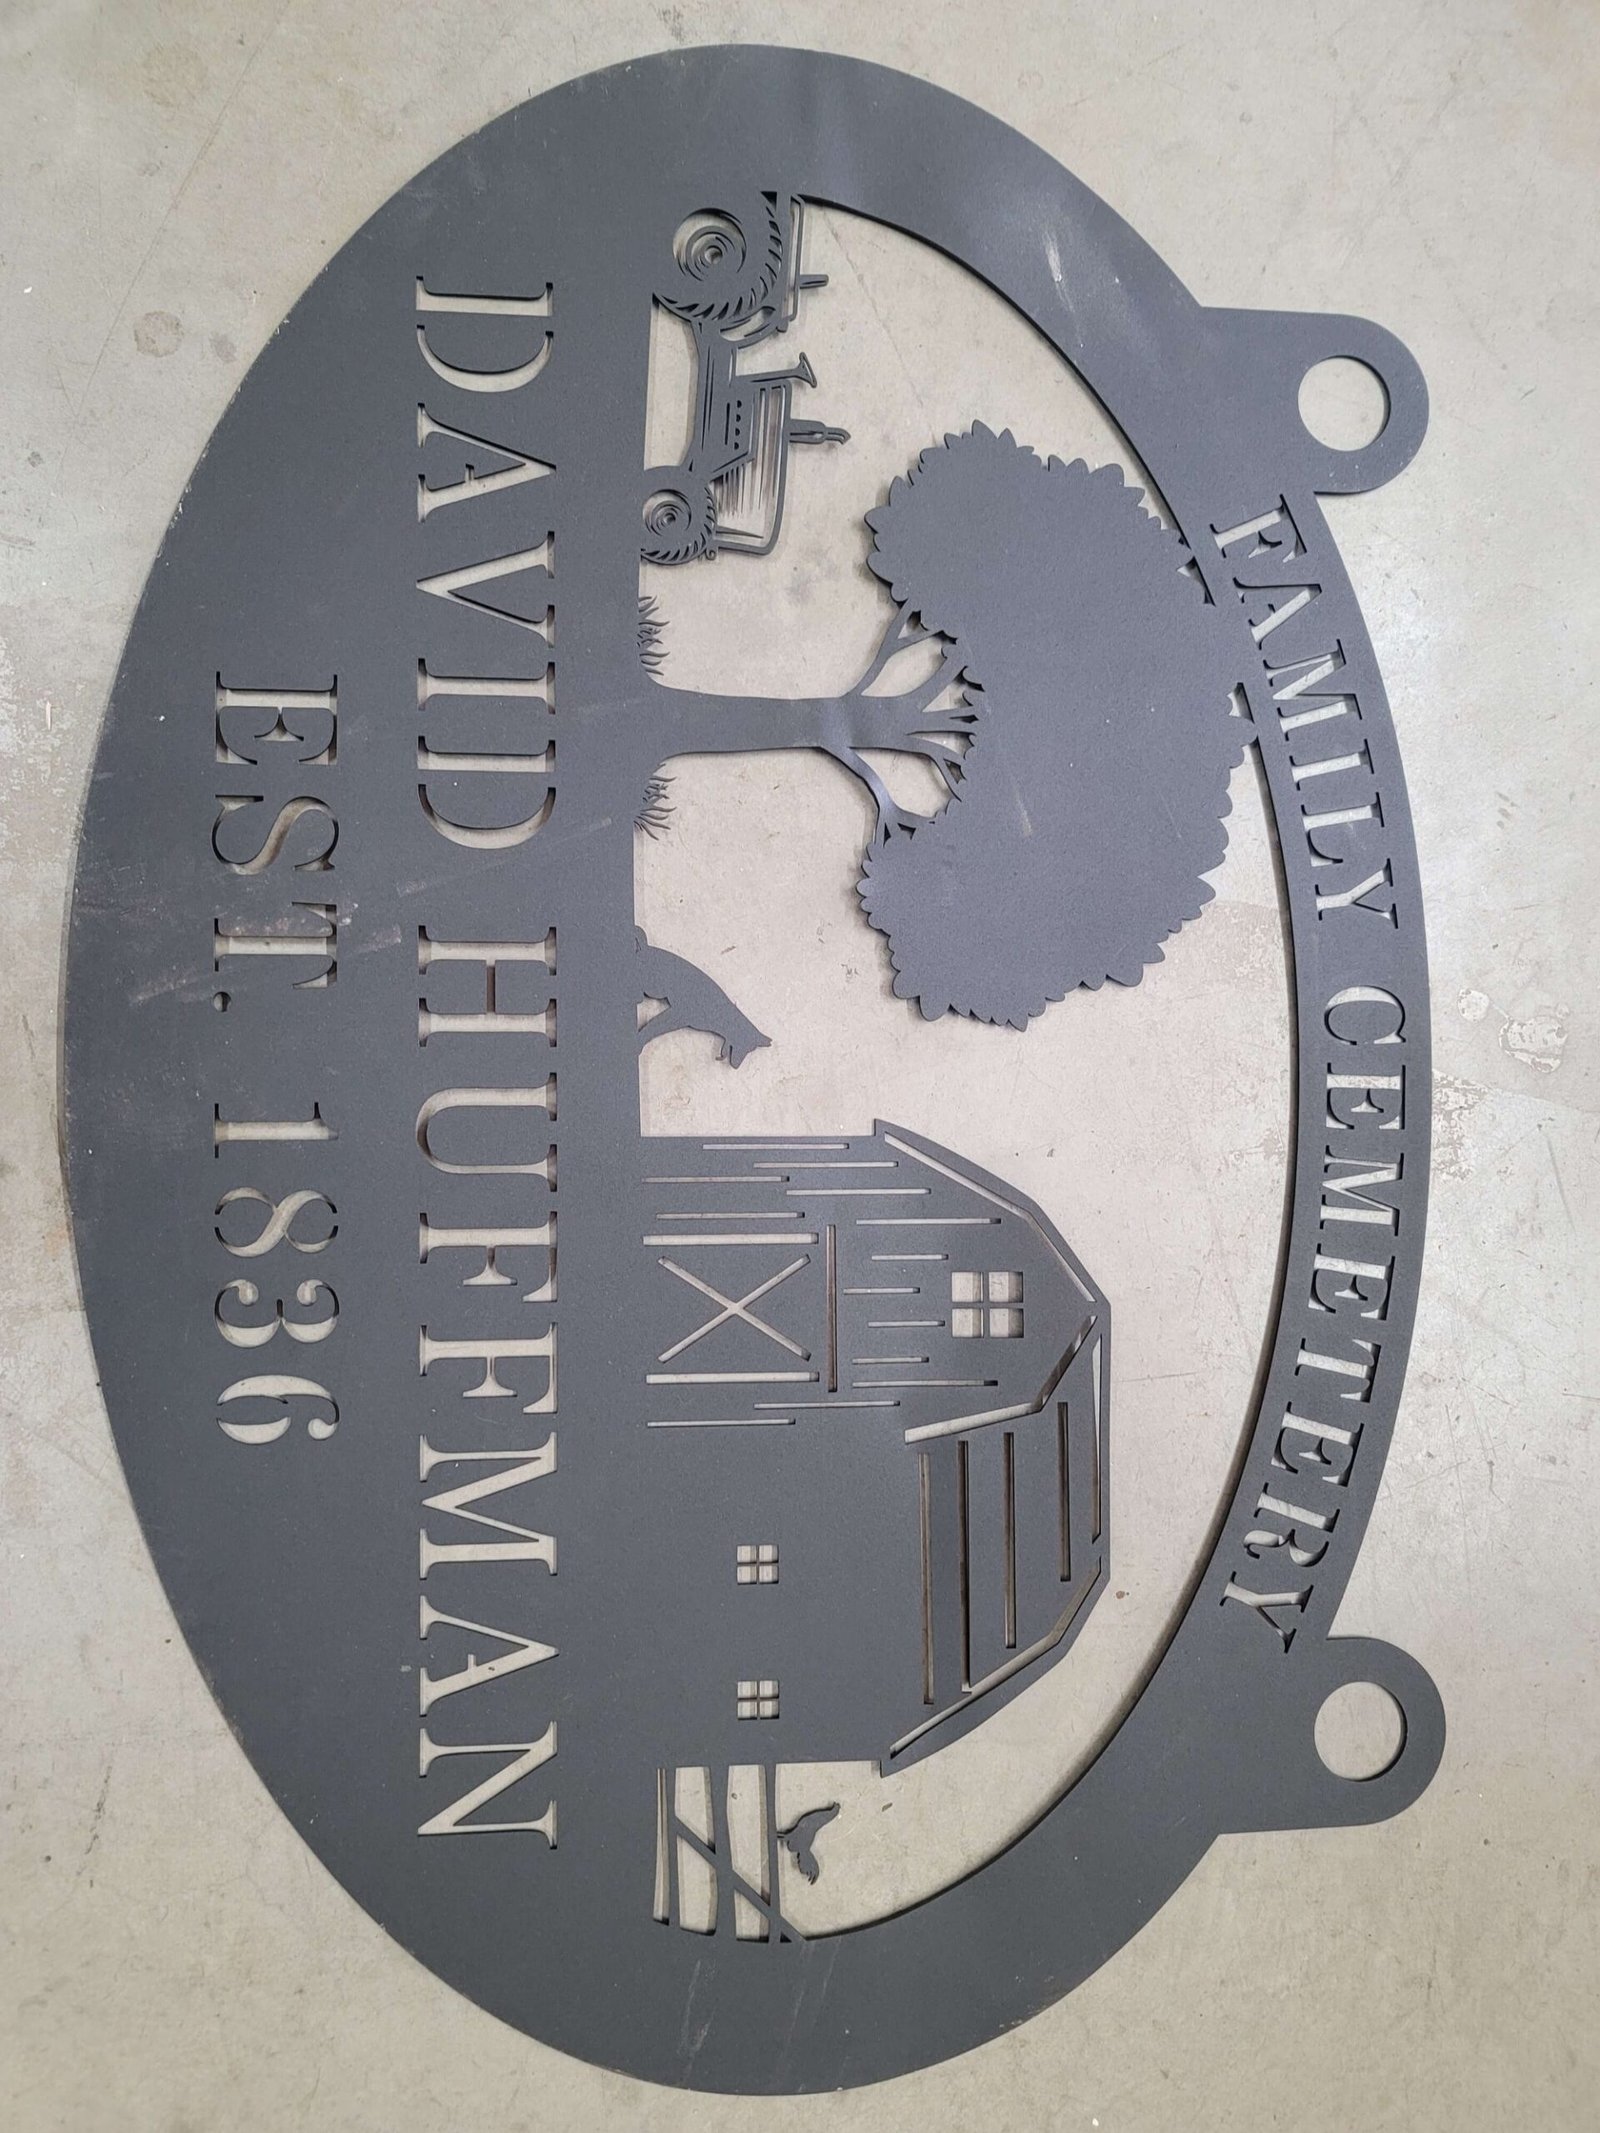 FAMILY CEMETERY
DAVID HUFFMAN
EST. 1836